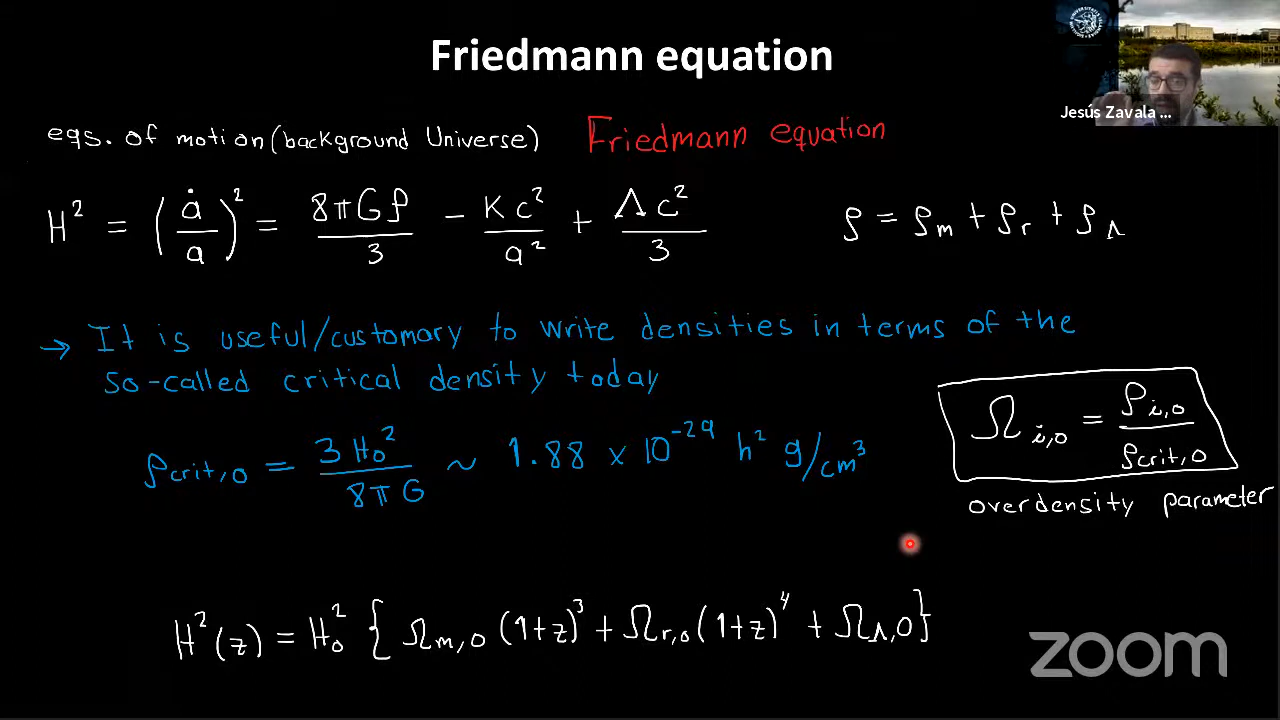 Friedmann equation
Jesús Zavala ...
eqs. of motion (background Universe) Friedmann equation
H² = (ȧ/a)² = 8πGρ/3 - Kc²/a² + Λc²/3
ρ = ρm + ρr + ρΛ
→ It is useful/customary to write densities in terms of the
so-called critical density today
ρcrit,0 = 3H₀²/8πG ~ 1.88 x 10⁻²⁹ h² g/cm³
Ωi,0 = ρi,0/ρcrit,0
overdensity parameter
H²(z) = H₀² { Ωm,0 (1+z)³ + Ωr,0 (1+z)⁴ + ΩΛ,0 }
zoom